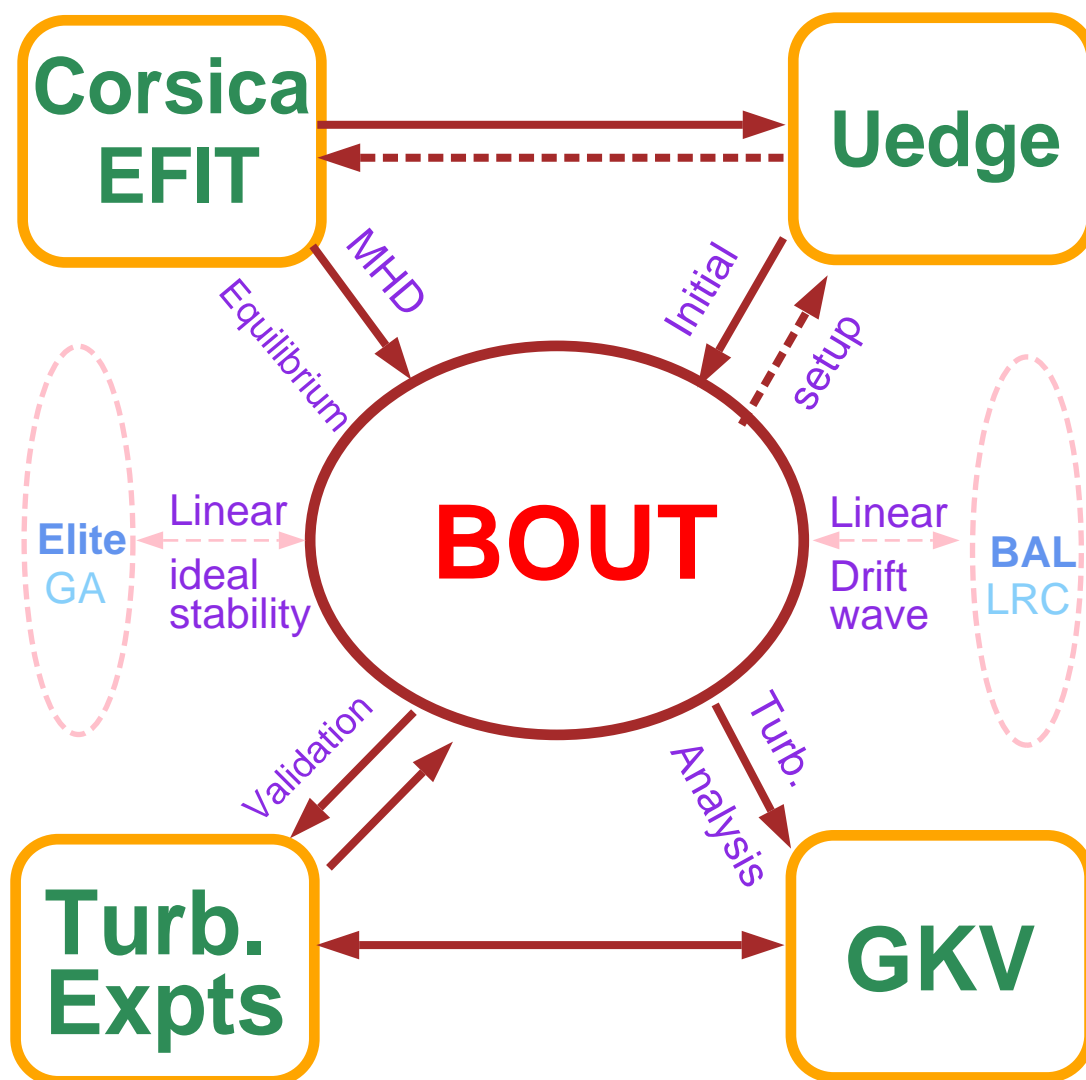 Corsica
EFIT
Uedge
MHD
Equilibrium
Initial
setup
Elite
GA
Linear
ideal
stability
BOUT
Linear
Drift
wave
BAL
LRC
Validation
Turb.
Analysis
Turb.
Expts
GKV